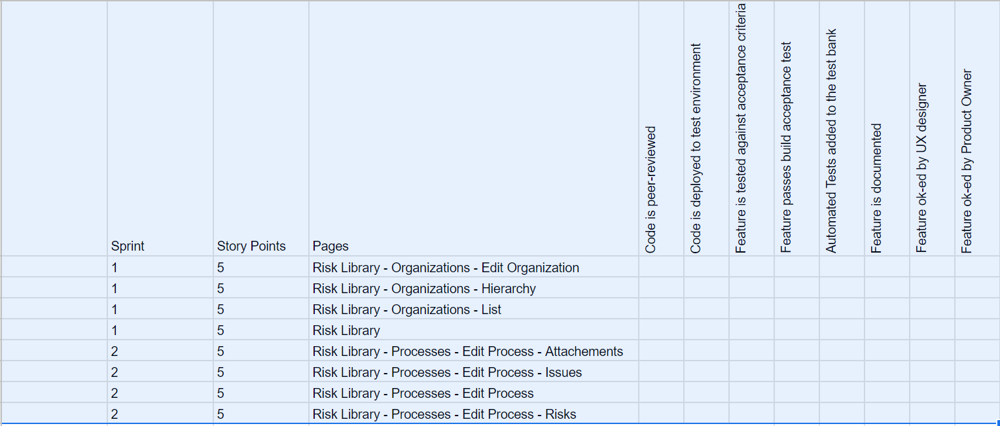 Sprint
Story Points
Pages
Code is peer-reviewed
Code is deployed to test environment
Feature is tested against acceptance criteria
Feature passes build acceptance test
Automated Tests added to the test bank
Feature is documented
Feature ok-ed by UX designer
Feature ok-ed by Product Owner
1 5 Risk Library - Organizations - Edit Organization
1 5 Risk Library - Organizations - Hierarchy
1 5 Risk Library - Organizations - List
1 5 Risk Library
2 5 Risk Library - Processes - Edit Process - Attachements
2 5 Risk Library - Processes - Edit Process - Issues
2 5 Risk Library - Processes - Edit Process
2 5 Risk Library - Processes - Edit Process - Risks